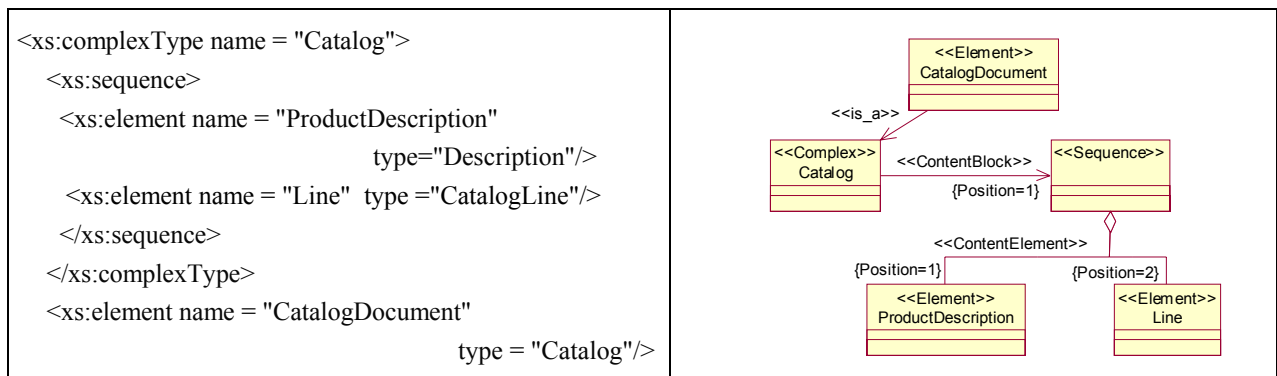 <xs:complexType name = "Catalog">
<xs:sequence>
<xs:element name = "ProductDescription"
type="Description"/>
<xs:element name = "Line" type ="CatalogLine"/>
</xs:sequence>
</xs:complexType>
<xs:element name = "CatalogDocument"
type = "Catalog"/>
<<Element>>
CatalogDocument
<<is_a>>
<<Complex>>
Catalog
<<ContentBlock>>
{Position=1}
<<Sequence>>
<<ContentElement>>
{Position=1}
{Position=2}
<<Element>>
ProductDescription
<<Element>>
Line